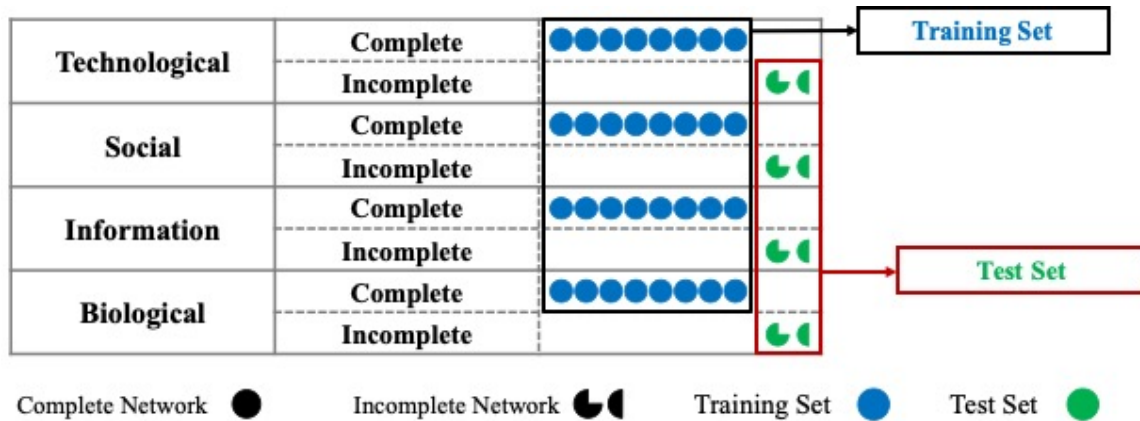 Technological
Complete
Training Set
Incomplete
Social
Complete
Incomplete
Information
Complete
Incomplete
Test Set
Biological
Complete
Incomplete
Complete Network
Incomplete Network
Training Set
Test Set